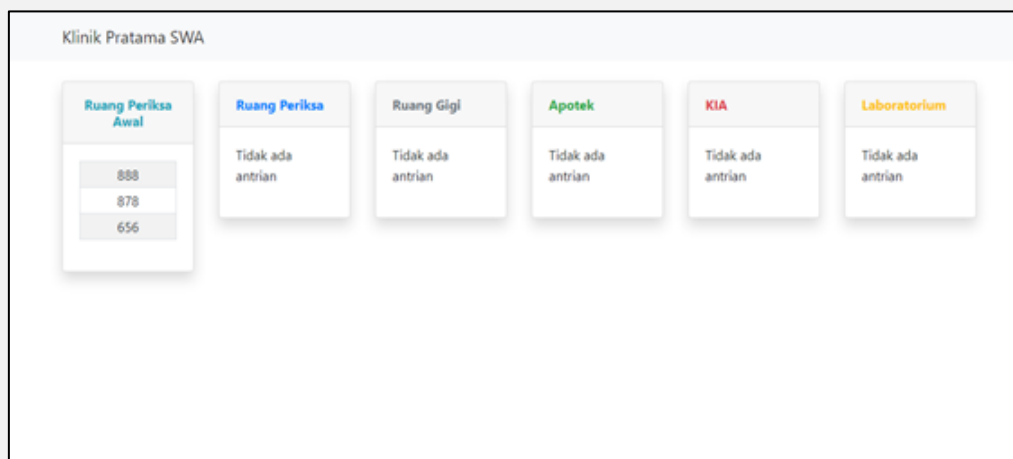 Klinik Pratama SWA
Ruang Periksa
Awal
888
878
656
Ruang Periksa
Tidak ada
antrian
Ruang Gigi
Tidak ada
antrian
Apotek
Tidak ada
antrian
KIA
Tidak ada
antrian
Laboratorium
Tidak ada
antrian